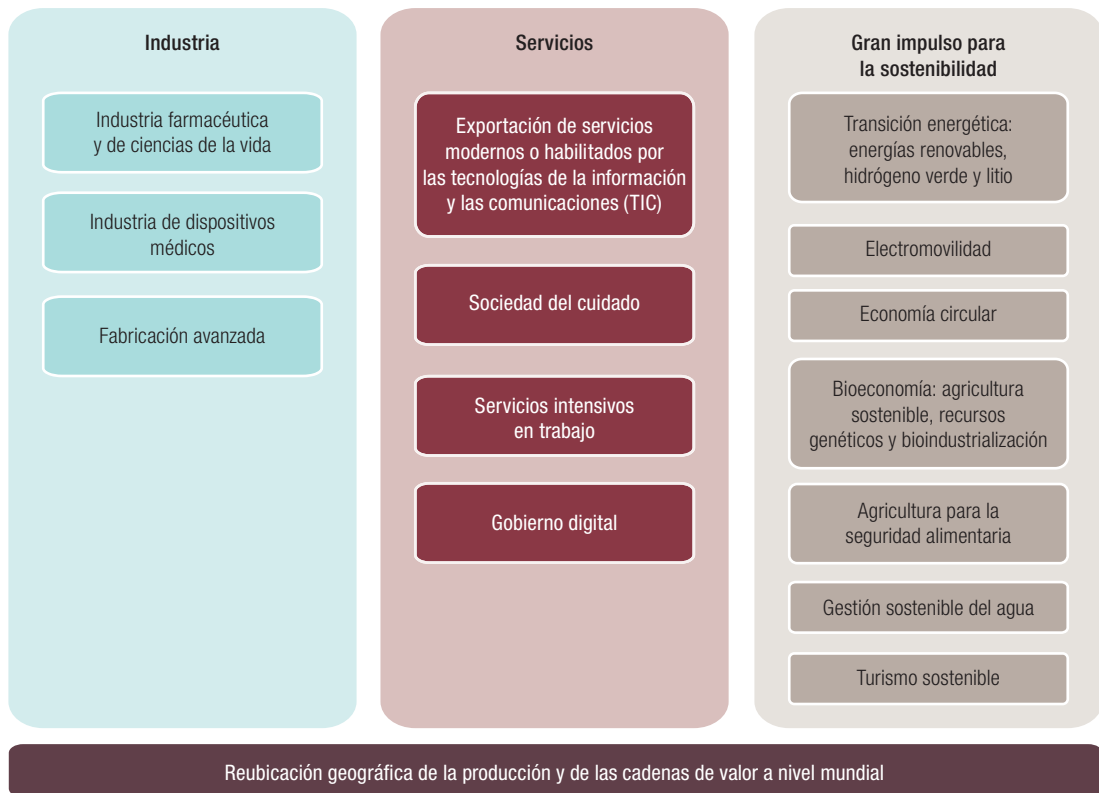 Industria
Industria farmacéutica
y de ciencias de la vida
Industria de dispositivos
médicos
Fabricación avanzada
Servicios
Exportación de servicios
modernos o habilitados por
las tecnologías de la información
y las comunicaciones (TIC)
Sociedad del cuidado
Servicios intensivos
en trabajo
Gobierno digital
Gran impulso para
la sostenibilidad
Transición energética:
energías renovables,
hidrógeno verde y litio
Electromovilidad
Economía circular
Bioeconomía: agricultura
sostenible, recursos
genéticos y bioindustrialización
Agricultura para la
seguridad alimentaria
Gestión sostenible del agua
Turismo sostenible
Reubicación geográfica de la producción y de las cadenas de valor a nivel mundial